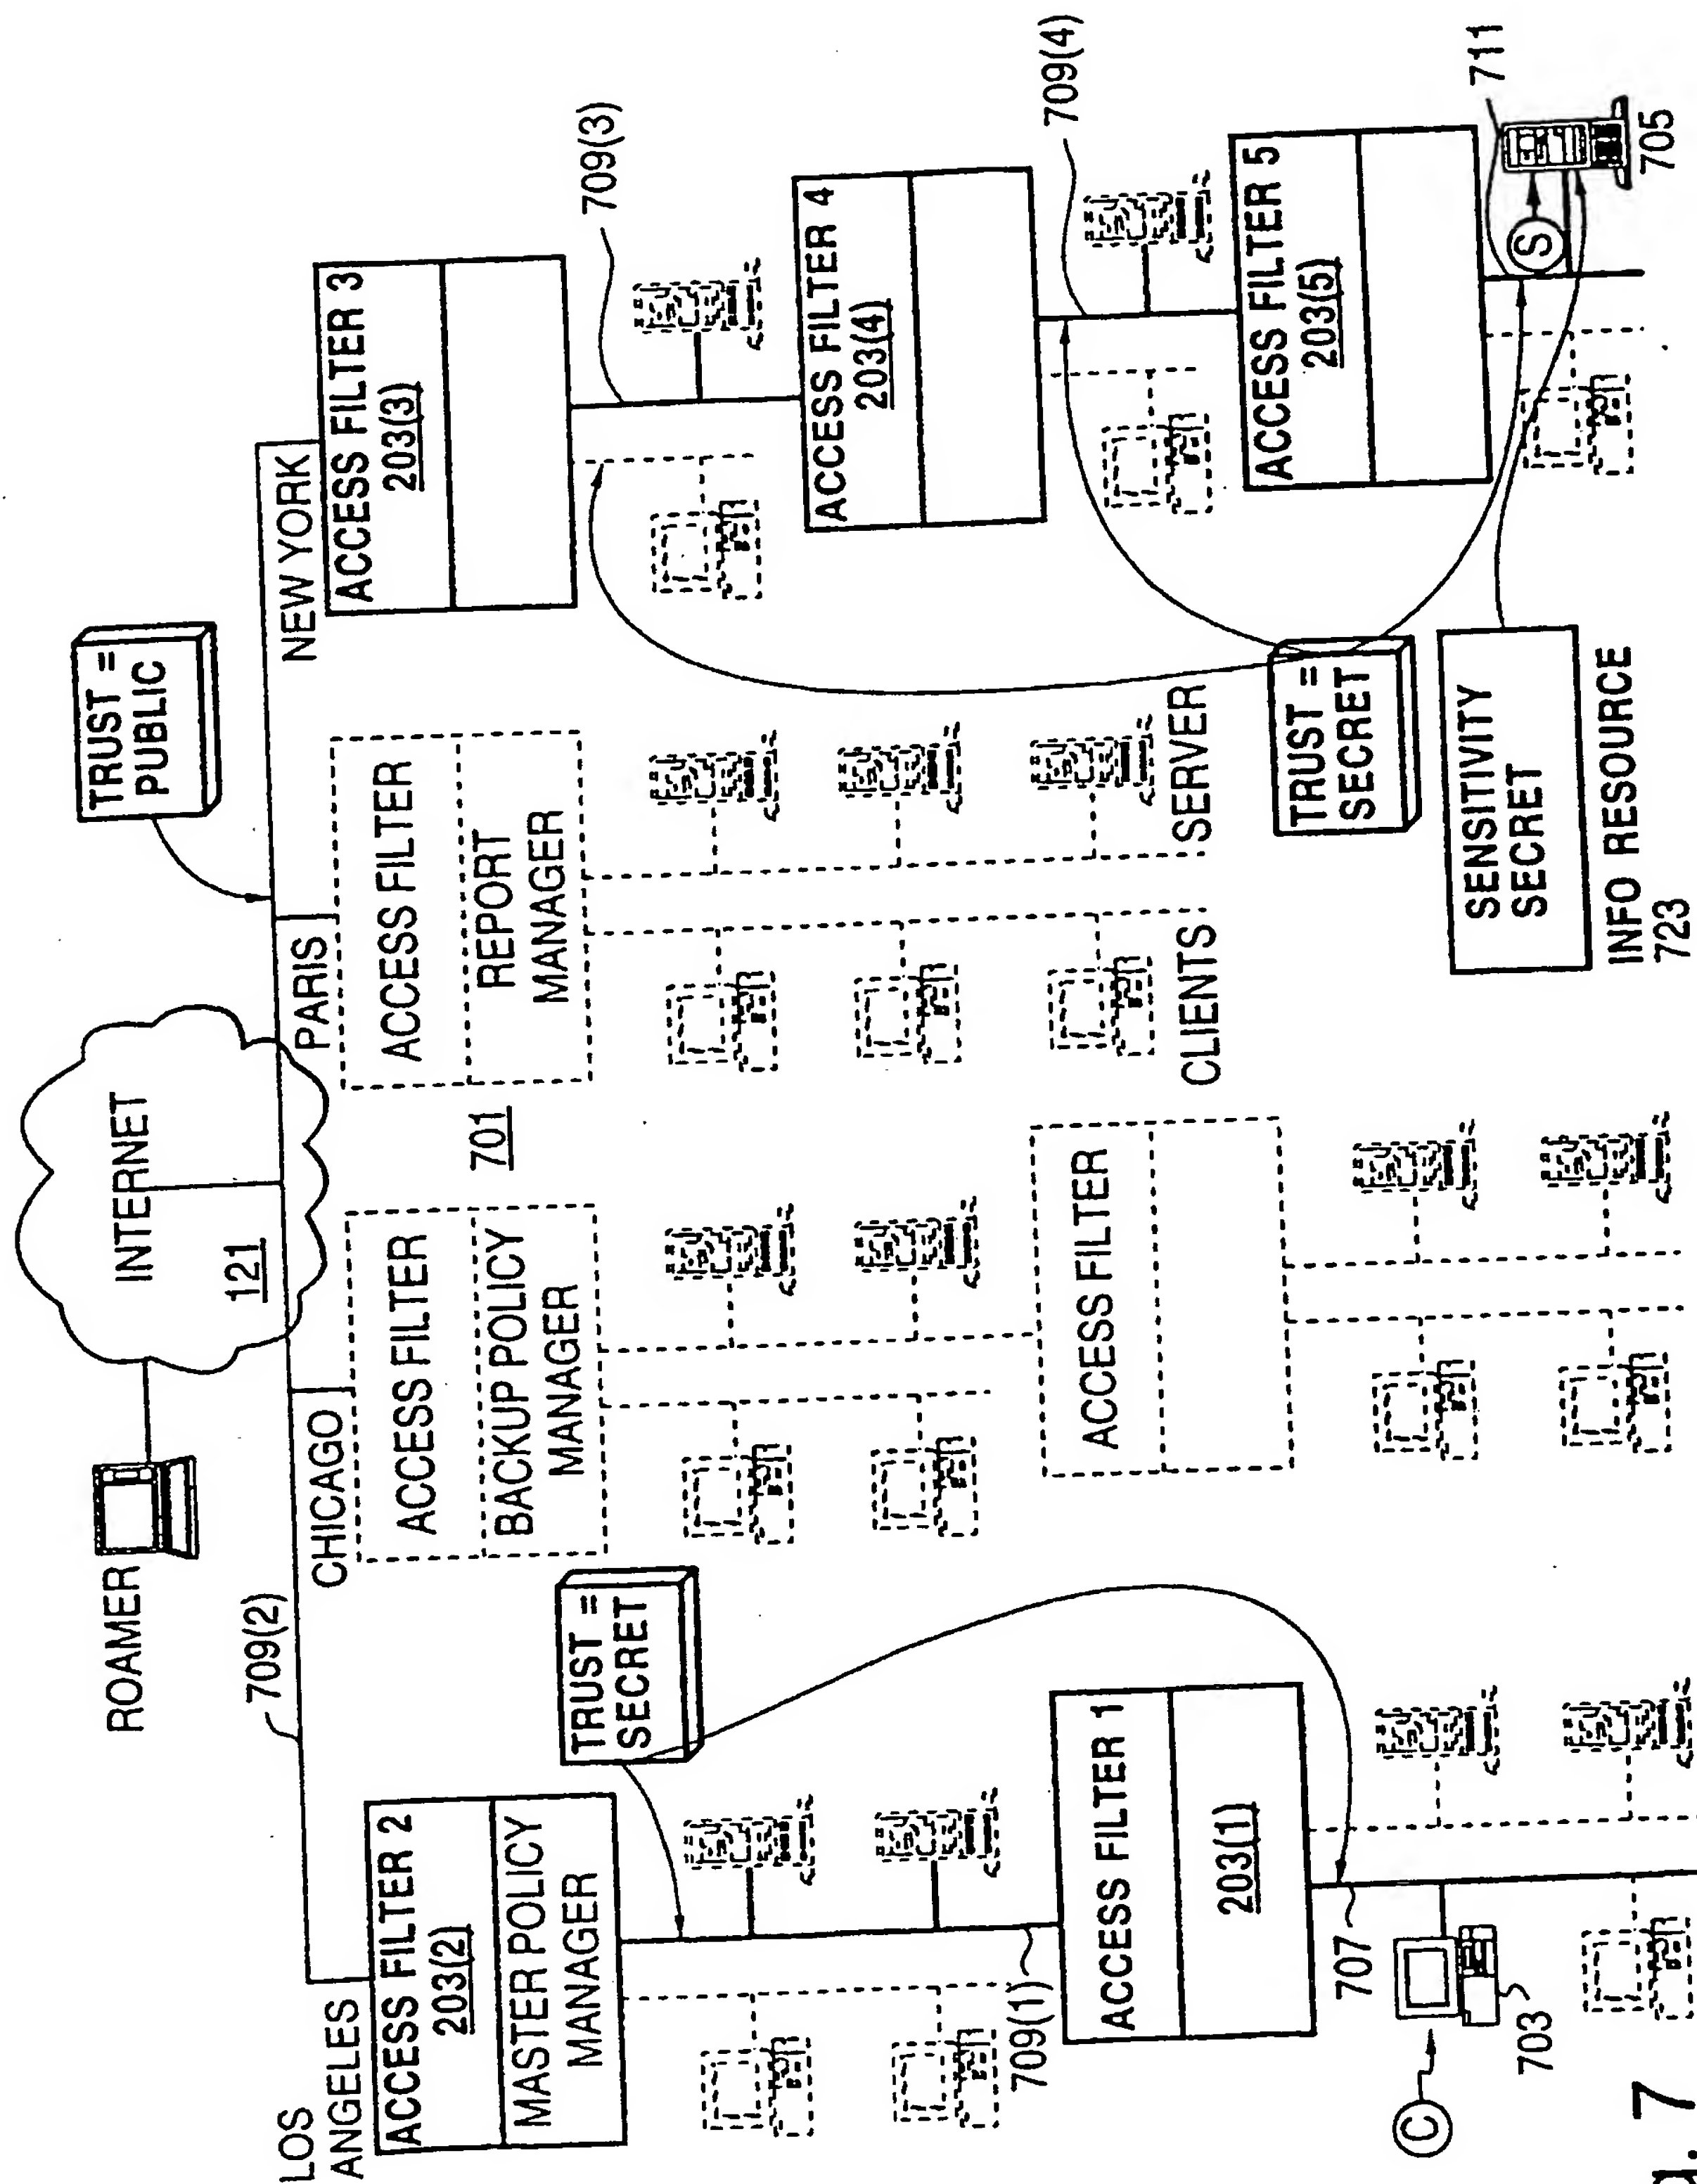 ROAMER
INTERNET
121
709(2)
TRUST =
PUBLIC
LOS
ANGELES
CHICAGO
PARIS
NEW YORK
ACCESS FILTER 2
203(2)
MASTER POLICY
MANAGER
ACCESS FILTER
BACKUP POLICY
MANAGER
701
ACCESS FILTER
REPORT
MANAGER
ACCESS FILTER 3
203(3)
709(3)
TRUST =
SECRET
709(1)
ACCESS FILTER 1
203(1)
ACCESS FILTER
CLIENTS
SERVER
ACCESS FILTER 4
203(4)
709(4)
TRUST =
SECRET
ACCESS FILTER 5
203(5)
711
S
705
SENSITIVITY
SECRET
INFO RESOURCE
723
707
C
703
7